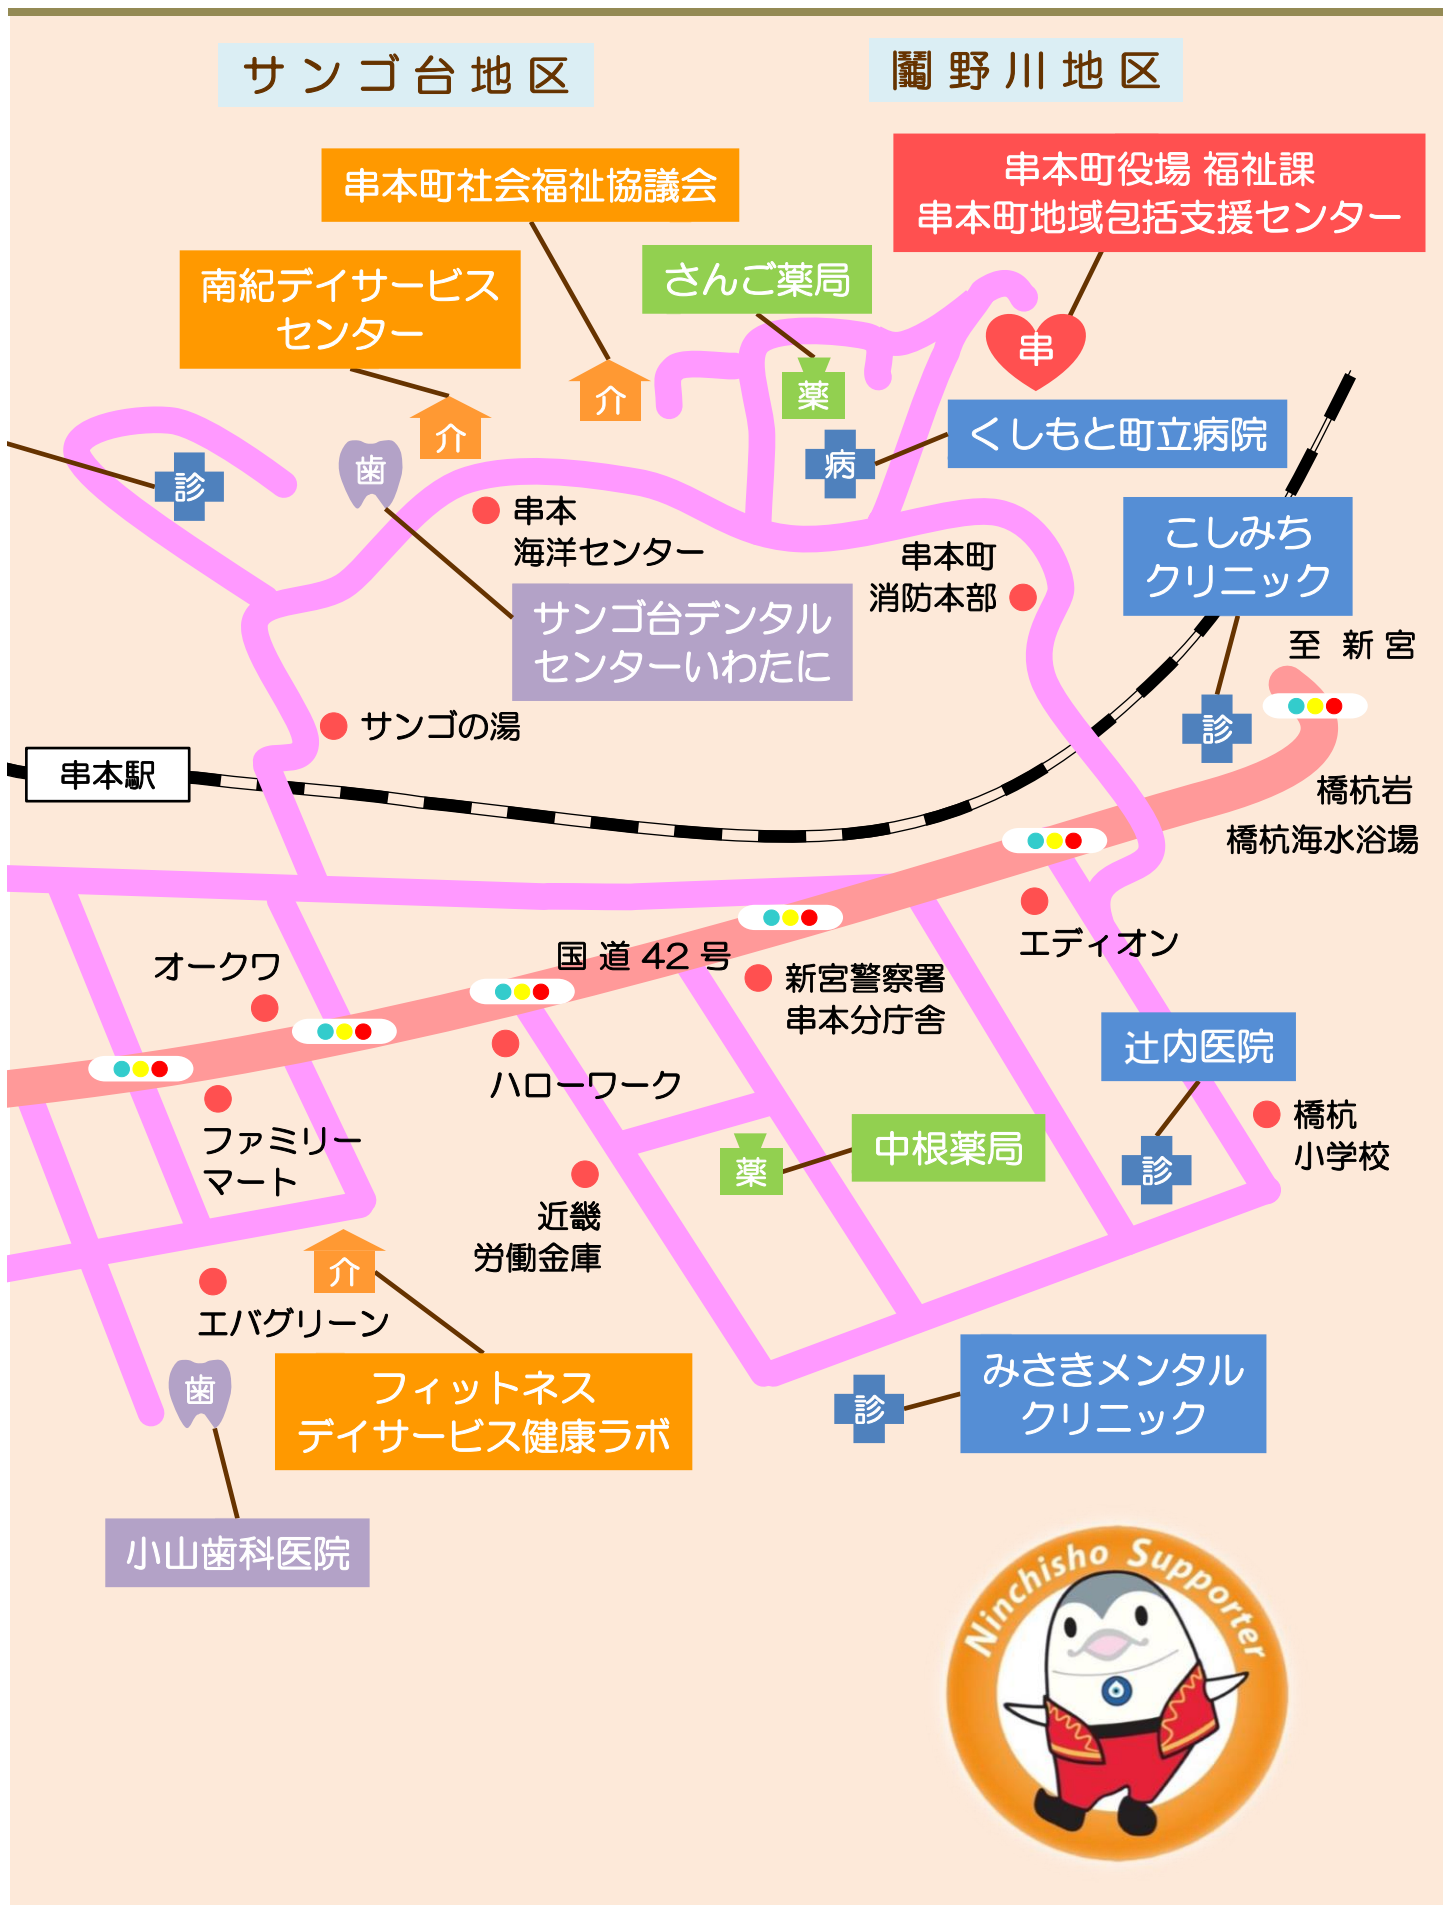 サンゴ台地区
鬮野川地区
串本町社会福祉協議会
串本町役場 福祉課
串本町地域包括支援センター
南紀デイサービス
センター
さんご薬局
串
介
薬
介
くしもと町立病院
病
歯
診
串本
海洋センター
こしみち
クリニック
串本町
消防本部
サンゴ台デンタル
センターいわたに
至 新宮
診
サンゴの湯
串本駅
橋杭岩
橋杭海水浴場
エディオン
国道42号
オークワ
新宮警察署
串本分庁舎
辻内医院
ハローワーク
橋杭
小学校
ファミリー
マート
中根薬局
薬
診
近畿
労働金庫
介
エバグリーン
みさきメンタル
クリニック
診
歯
フィットネス
デイサービス健康ラボ
小山歯科医院
Ninchisho Supporter